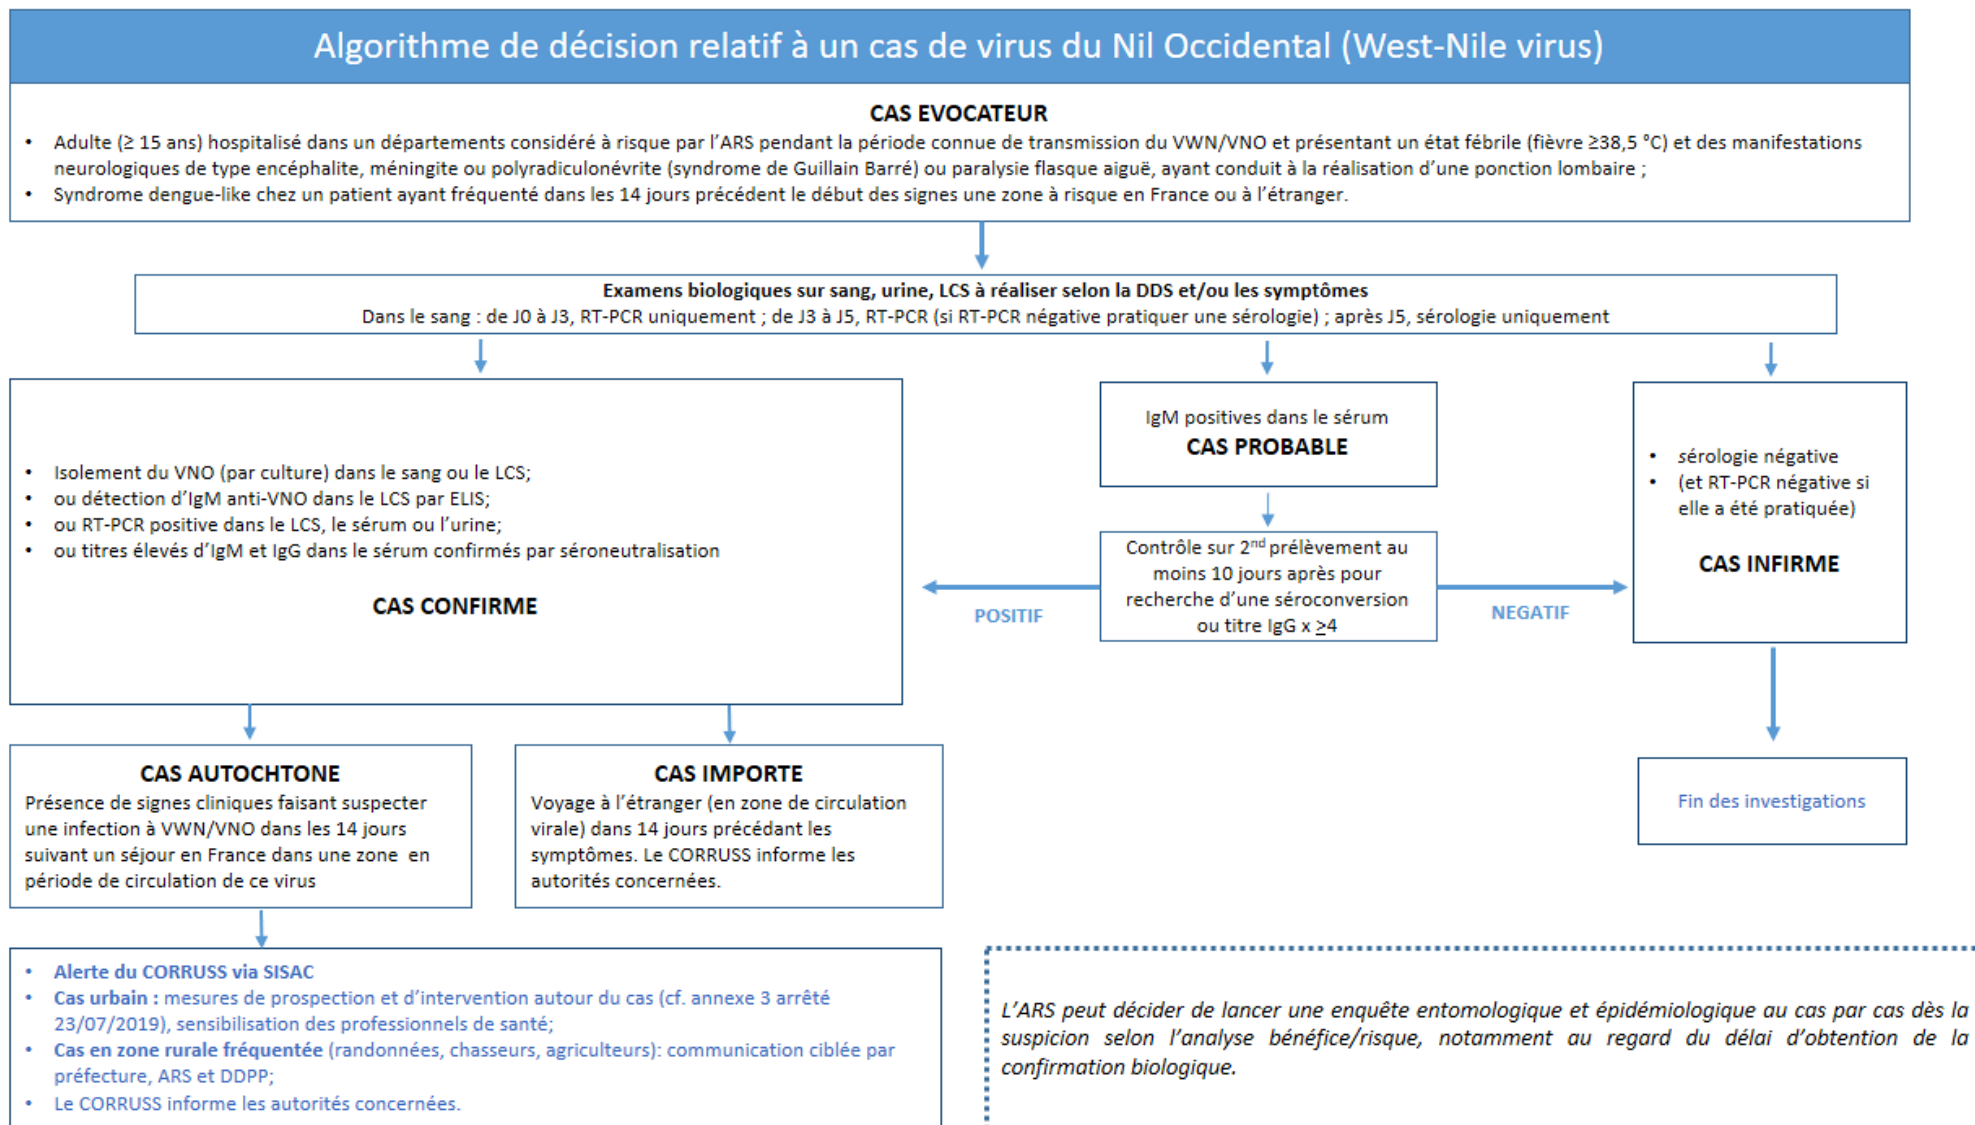 Algorithme de décision relatif à un cas de virus du Nil Occidental (West-Nile virus)
CAS EVOCATEUR
• Adulte (≥ 15 ans) hospitalisé dans un départements considéré à risque par l'ARS pendant la période connue de transmission du VWN/VNO et présentant un état fébrile (fièvre ≥38,5 °C) et des manifestations
neurologiques de type encéphalite, méningite ou polyradiculonévrite (syndrome de Guillain Barré) ou paralysie flasque aiguë, ayant conduit à la réalisation d'une ponction lombaire ;
• Syndrome dengue-like chez un patient ayant fréquenté dans les 14 jours précédent le début des signes une zone à risque en France ou à l'étranger.
Examens biologiques sur sang, urine, LCS à réaliser selon la DDS et/ou les symptômes
Dans le sang : de J0 à J3, RT-PCR uniquement ; de J3 à J5, RT-PCR (si RT-PCR négative pratiquer une sérologie) ; après J5, sérologie uniquement
• Isolement du VNO (par culture) dans le sang ou le LCS;
• ou détection d'IgM anti-VNO dans le LCS par ELIS;
• ou RT-PCR positive dans le LCS, le sérum ou l'urine;
• ou titres élevés d'IgM et IgG dans le sérum confirmés par séroneutralisation
CAS CONFIRME
IgM positives dans le sérum
CAS PROBABLE
Contrôle sur 2nd prélèvement au
moins 10 jours après pour
recherche d'une séroconversion
ou titre IgG x ≥4
POSITIF
NEGATIF
• sérologie négative
• (et RT-PCR négative si
elle a été pratiquée)
CAS INFIRME
Fin des investigations
CAS AUTOCHTONE
Présence de signes cliniques faisant suspecter
une infection à VWN/VNO dans les 14 jours
suivant un séjour en France dans une zone en
période de circulation de ce virus
CAS IMPORTE
Voyage à l'étranger (en zone de circulation
virale) dans 14 jours précédant les
symptômes. Le CORRUSS informe les
autorités concernées.
• Alerte du CORRUSS via SISAC
• Cas urbain : mesures de prospection et d'intervention autour du cas (cf. annexe 3 arrêté
23/07/2019), sensibilisation des professionnels de santé;
• Cas en zone rurale fréquentée (randonnées, chasseurs, agriculteurs): communication ciblée par
préfecture, ARS et DDPP;
• Le CORRUSS informe les autorités concernées.
L'ARS peut décider de lancer une enquête entomologique et épidémiologique au cas par cas dès la
suspicion selon l'analyse bénéfice/risque, notamment au regard du délai d'obtention de la
confirmation biologique.